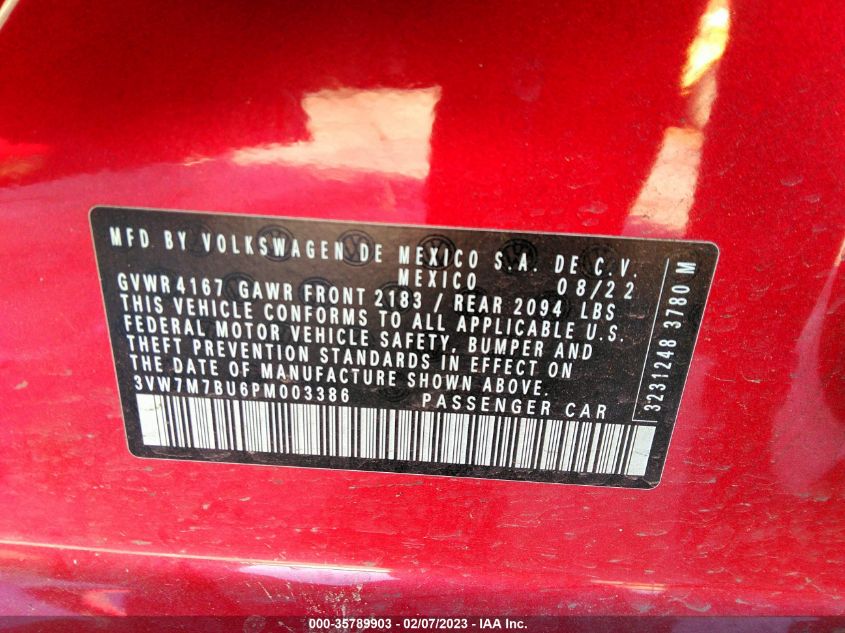 MFD BY VOLKSWAGEN DE MEXICO S.A. DE C.V.
MEXICO 08/22
GVWR 4167 GAWR FRONT 2183 / REAR 2094 LBS
THIS VEHICLE CONFORMS TO ALL APPLICABLE U.S.
FEDERAL MOTOR VEHICLE SAFETY, BUMPER AND
THEFT PREVENTION STANDARDS IN EFFECT ON
THE DATE OF MANUFACTURE SHOWN ABOVE.
3VW7M7BU6PM003386 PASSENGER CAR
3231248 3780 M
000-35789903 - 02/07/2023 - IAA Inc.